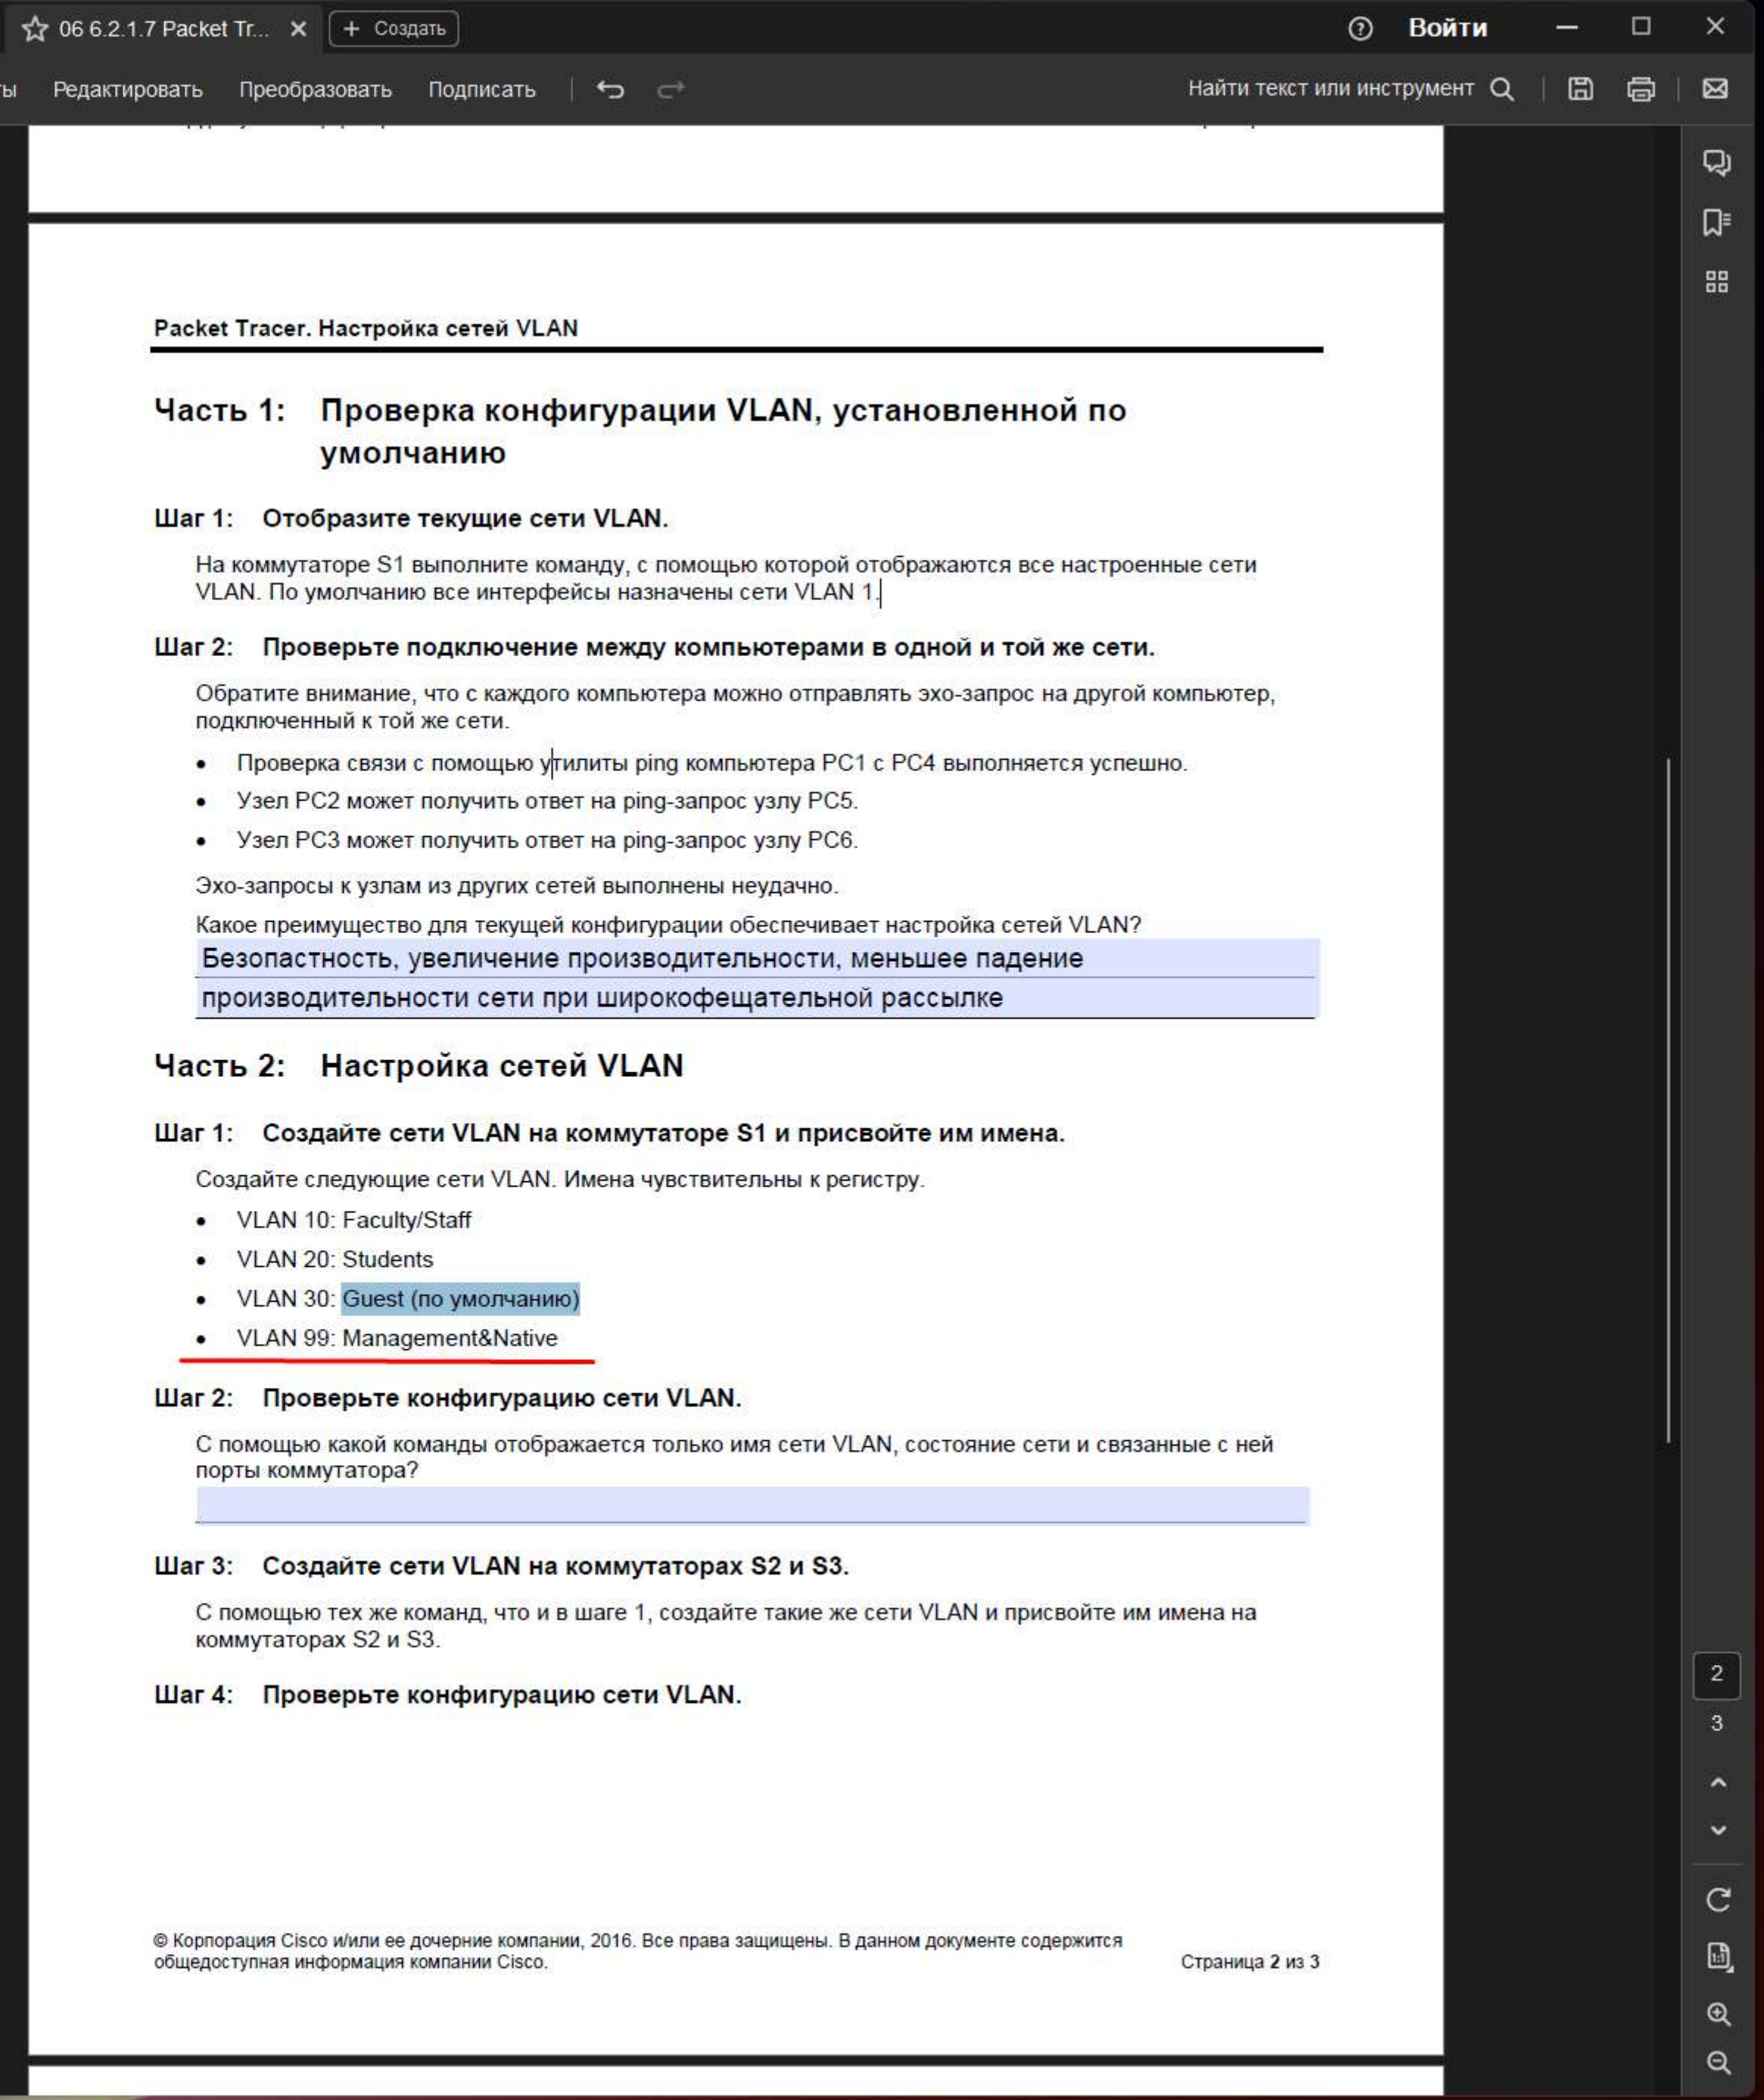 06 6.2.1.7 Packet Tr...
Создать
Войти
ты
Редактировать
Преобразовать
Подписать
Найти текст или инструмент
Packet Tracer. Настройка сетей VLAN
Часть 1: Проверка конфигурации VLAN, установленной по
умолчанию
Шаг 1: Отобразите текущие сети VLAN.
На коммутаторе S1 выполните команду, с помощью которой отображаются все настроенные сети
VLAN. По умолчанию все интерфейсы назначены сети VLAN 1.
Шаг 2: Проверьте подключение между компьютерами в одной и той же сети.
Обратите внимание, что с каждого компьютера можно отправлять эхо-запрос на другой компьютер,
подключенный к той же сети.
• Проверка связи с помощью утилиты ping компьютера PC1 с PC4 выполняется успешно.
• Узел PC2 может получить ответ на ping-запрос узлу PC5.
• Узел PC3 может получить ответ на ping-запрос узлу PC6.
Эхо-запросы к узлам из других сетей выполнены неудачно.
Какое преимущество для текущей конфигурации обеспечивает настройка сетей VLAN?
Безопастность, увеличение производительности, меньшее падение
производительности сети при широкофещательной рассылке
Часть 2: Настройка сетей VLAN
Шаг 1: Создайте сети VLAN на коммутаторе S1 и присвойте им имена.
Создайте следующие сети VLAN. Имена чувствительны к регистру.
• VLAN 10: Faculty/Staff
• VLAN 20: Students
• VLAN 30: Guest (по умолчанию)
• VLAN 99: Management&Native
Шаг 2: Проверьте конфигурацию сети VLAN.
С помощью какой команды отображается только имя сети VLAN, состояние сети и связанные с ней
порты коммутатора?
Шаг 3: Создайте сети VLAN на коммутаторах S2 и S3.
С помощью тех же команд, что и в шаге 1, создайте такие же сети VLAN и присвойте им имена на
коммутаторах S2 и S3.
Шаг 4: Проверьте конфигурацию сети VLAN.
2
3
© Корпорация Cisco и/или ее дочерние компании, 2016. Все права защищены. В данном документе содержится
общедоступная информация компании Cisco.
Страница 2 из 3